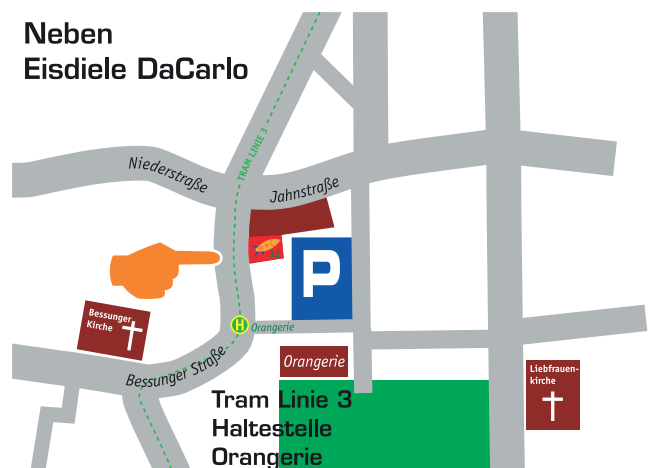 Neben
Eisdiele DaCarlo
TRAM LINIE 3
Niederstraße
Jahnstraße
12
P
Bessunger
Kirche
H
Orangerie
Bessunger Straße
Orangerie
Liebfrauen-
kirche
Tram Linie 3
Haltestelle
Orangerie